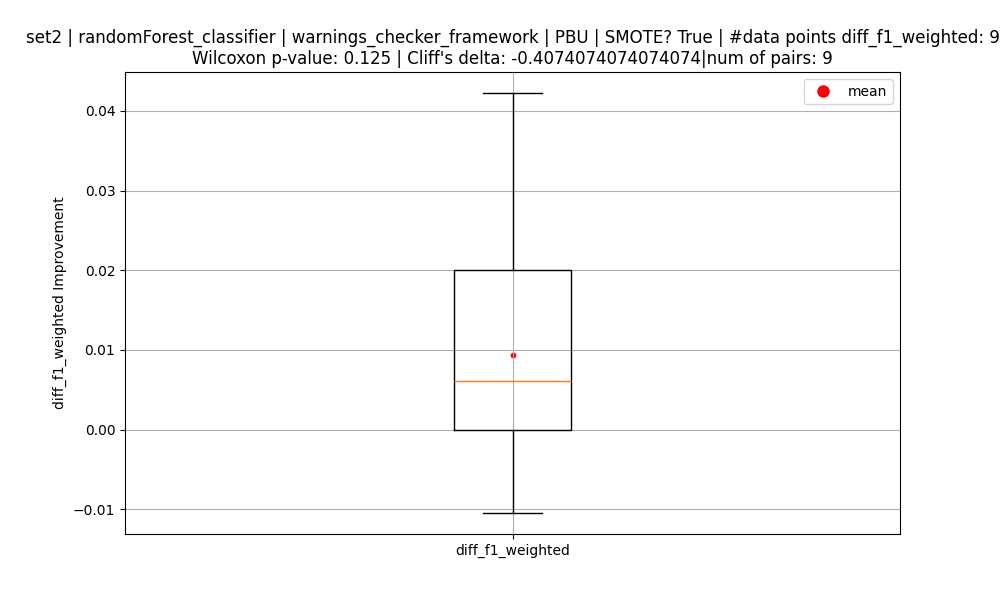 set2 | randomForest_classifier | warnings_checker_framework | PBU | SMOTE? True | #data points diff_f1_weighted: 9
Wilcoxon p-value: 0.125 | Cliff's delta: -0.4074074074074074|num of pairs: 9
mean
0.04
0.03
0.02
0.01
0.00
−0.01
diff_f1_weighted Improvement
diff_f1_weighted